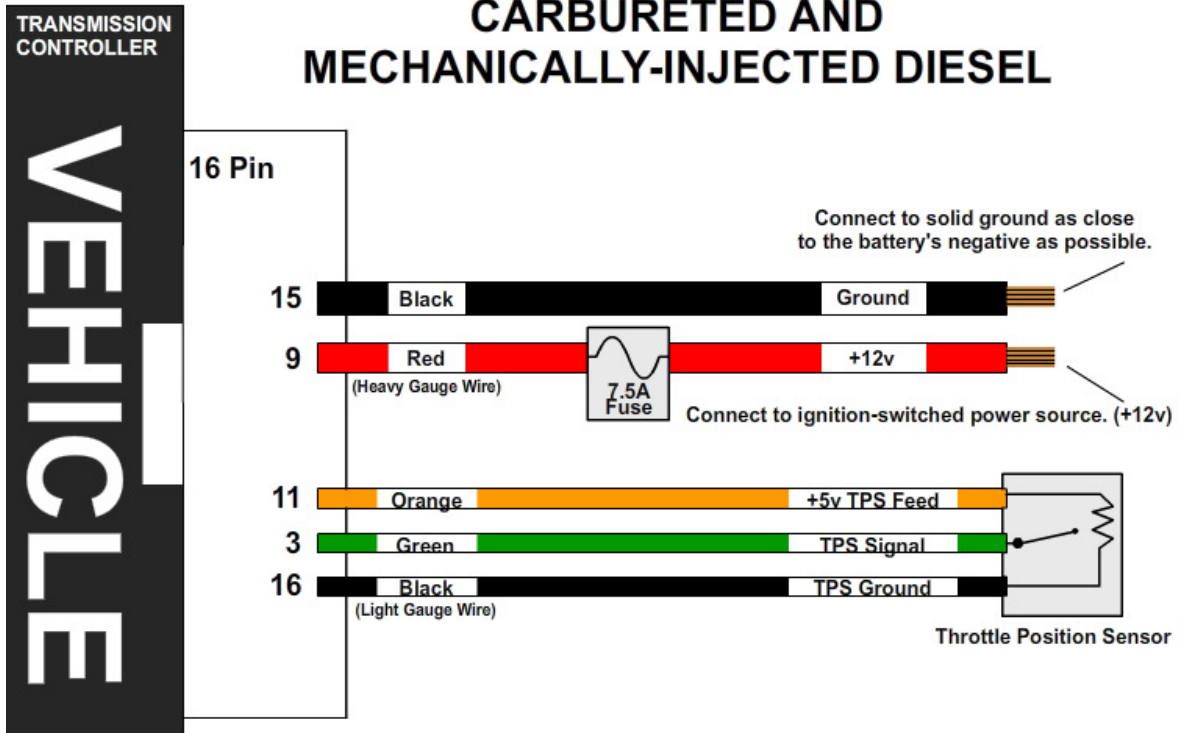 TRANSMISSION
CONTROLLER
VEHICLE
CARBURETED AND
MECHANICALLY-INJECTED DIESEL
16 Pin
Connect to solid ground as close
to the battery's negative as possible.
15 Black Ground
9 Red +12v
(Heavy Gauge Wire)
7.5A
Fuse
Connect to ignition-switched power source. (+12v)
11 Orange +5v TPS Feed
3 Green TPS Signal
16 Black TPS Ground
(Light Gauge Wire)
Throttle Position Sensor